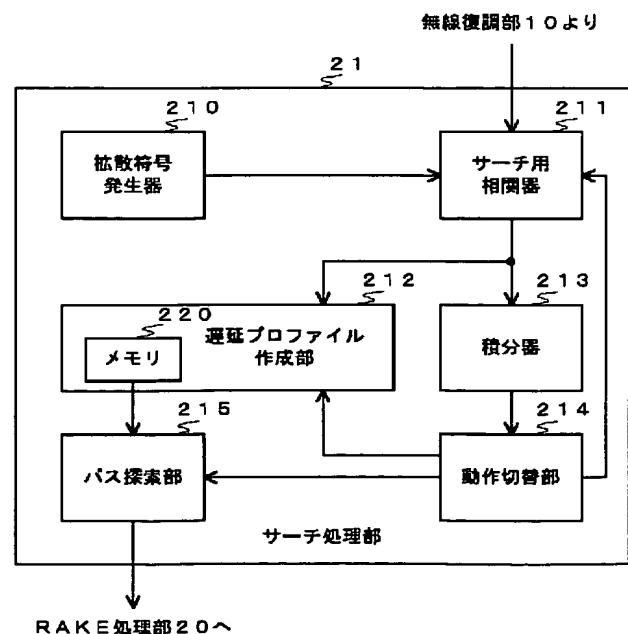 無線復調部10より
21
210
拡散符号
発生器
211
サーチ用
相関器
212
遅延プロファイル
作成部
220
メモリ
213
積分器
215
パス探索部
214
動作切替部
サーチ処理部
RAKE処理部20へ